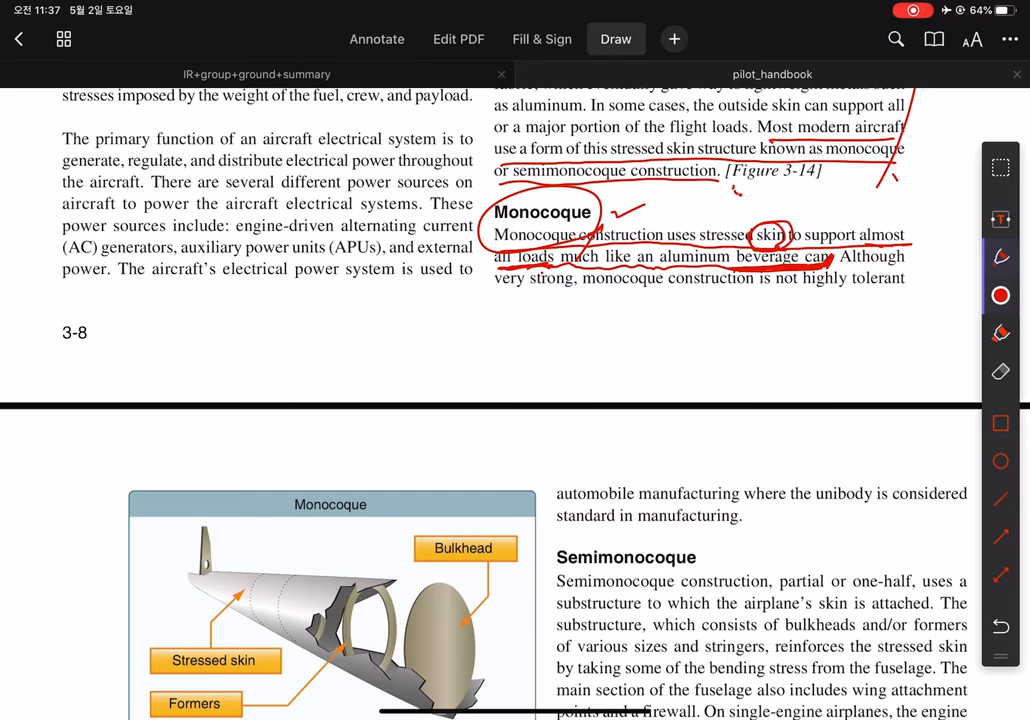 오전 11:37 5월 2일 토요일
64%
Annotate Edit PDF Fill & Sign Draw
AA
IR+group+ground+summary
pilot_handbook
stresses imposed by the weight of the fuel, crew, and payload.
The primary function of an aircraft electrical system is to
generate, regulate, and distribute electrical power throughout
the aircraft. There are several different power sources on
aircraft to power the aircraft electrical systems. These
power sources include: engine-driven alternating current
(AC) generators, auxiliary power units (APUs), and external
power. The aircraft’s electrical power system is used to
3-8
as aluminum. In some cases, the outside skin can support all
or a major portion of the flight loads. Most modern aircraft
use a form of this stressed skin structure known as monocoque
or semimonocoque construction. [Figure 3-14]
Monocoque
Monocoque construction uses stressed skin to support almost
all loads much like an aluminum beverage can. Although
very strong, monocoque construction is not highly tolerant
Monocoque
Bulkhead
Stressed skin
Formers
automobile manufacturing where the unibody is considered
standard in manufacturing.
Semimonocoque
Semimonocoque construction, partial or one-half, uses a
substructure to which the airplane’s skin is attached. The
substructure, which consists of bulkheads and/or formers
of various sizes and stringers, reinforces the stressed skin
by taking some of the bending stress from the fuselage. The
main section of the fuselage also includes wing attachment
points and a firewall. On single-engine airplanes, the engine